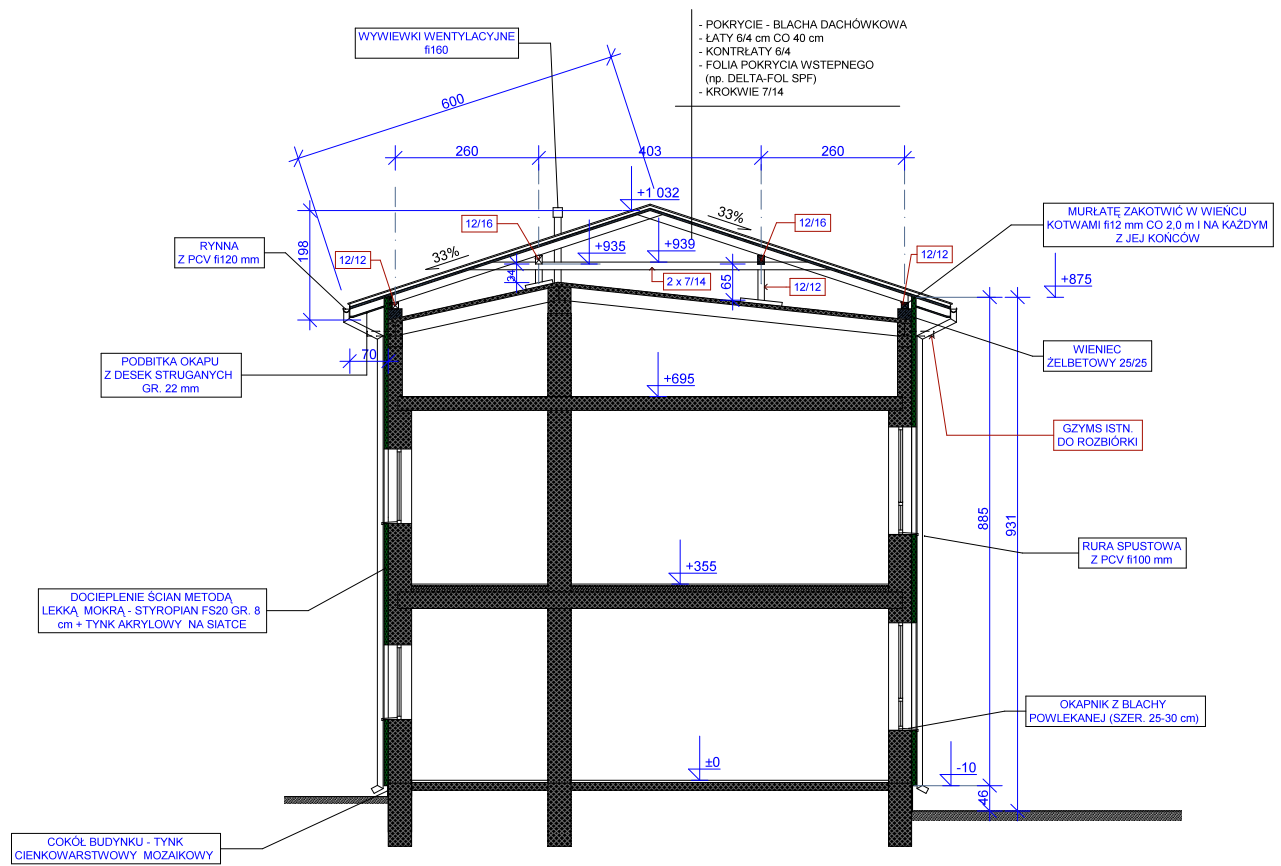 WYWIEWKI WENTYLACYJNE
fi160
- POKRYCIE - BLACHA DACHÓWKOWA
- ŁATY 6/4 cm CO 40 cm
- KONTRŁATY 6/4
- FOLIA POKRYCIA WSTEPNEGO
(np. DELTA-FOL SPF)
- KROKWIE 7/14
600
260
403
260
+1 032
33%
12/16
12/16
MURŁATĘ ZAKOTWIĆ W WIEŃCU
KOTWAMI fi12 mm CO 2,0 m I NA KAŻDYM
Z JEJ KOŃCÓW
RYNNA
Z PCV fi120 mm
198
12/12
33%
+935
+939
12/12
34
2 x 7/14
65
12/12
+875
70
PODBITKA OKAPU
Z DESEK STRUGANYCH
GR. 22 mm
WIENIEC
ŻELBETOWY 25/25
+695
GZYMS ISTN.
DO ROZBIÓRKI
885
931
RURA SPUSTOWA
Z PCV fi100 mm
+355
DOCIEPLENIE ŚCIAN METODĄ
LEKKĄ MOKRĄ - STYROPIAN FS20 GR. 8
cm + TYNK AKRYLOWY NA SIATCE
OKAPNIK Z BLACHY
POWLEKANEJ (SZER. 25-30 cm)
±0
-10
46
COKÓŁ BUDYNKU - TYNK
CIENKOWARSTWOWY MOZAIKOWY